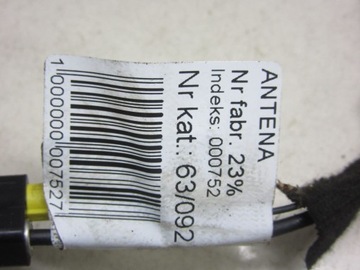 ANTENA
Nr fabr. 23%
Indeks: 000752
Nr kat.: 63/092
1000000007527